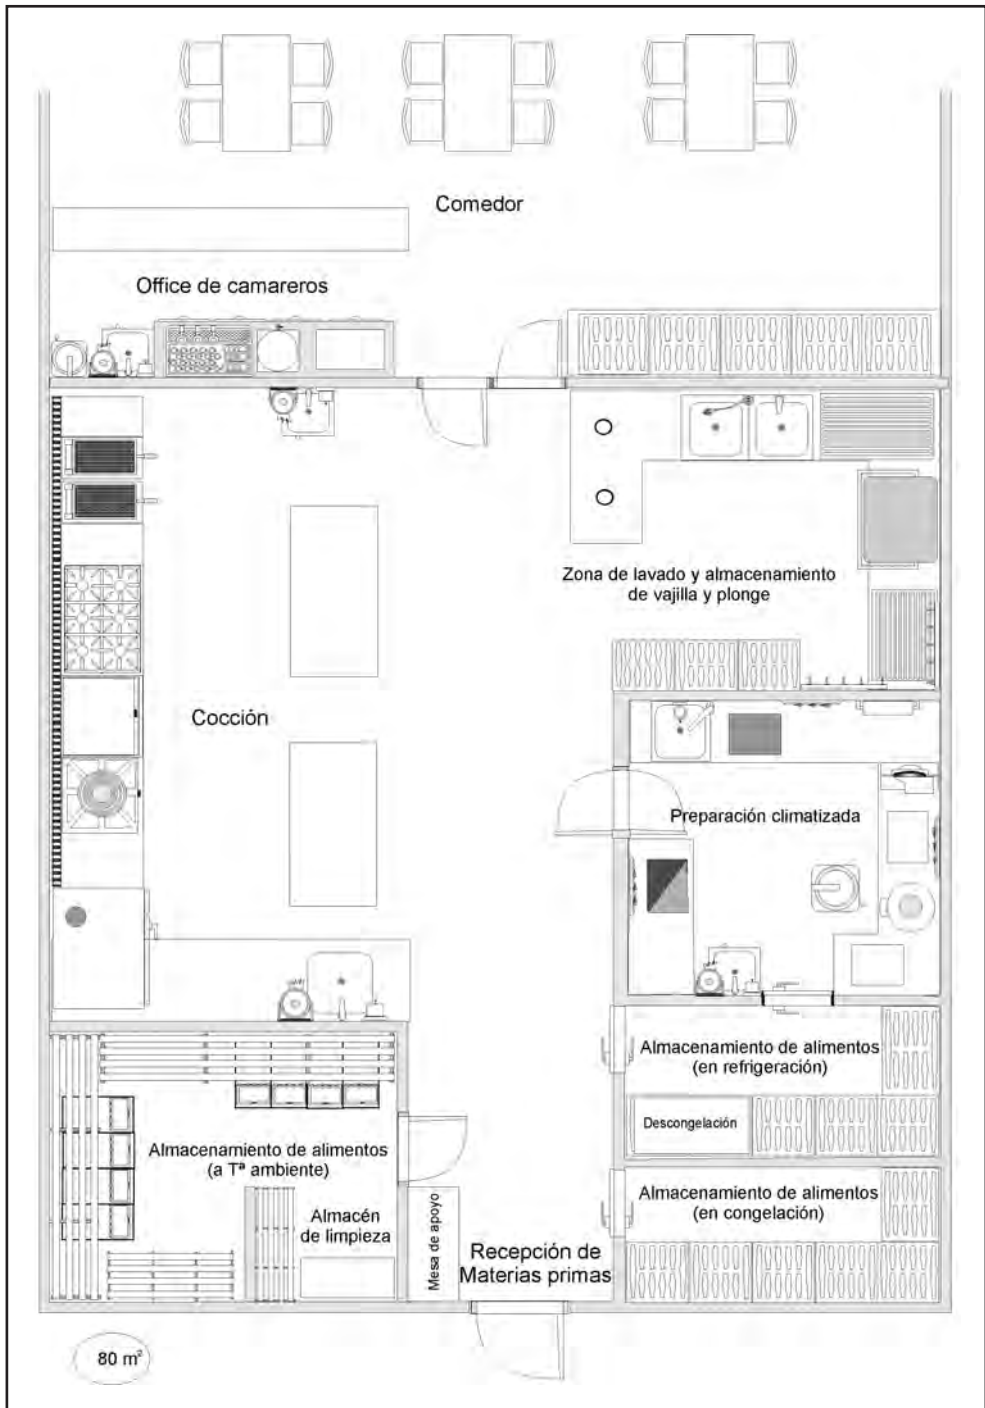 Comedor
Office de camareros
Zona de lavado y almacenamiento
de vajilla y plonge
Cocción
Preparación climatizada
Almacenamiento de alimentos
(en refrigeración)
Descongelación
Almacenamiento de alimentos
(a Tª ambiente)
Almacén
de limpieza
Mesa de apoyo
Almacenamiento de alimentos
(en congelación)
Recepción de
Materias primas
80 m²